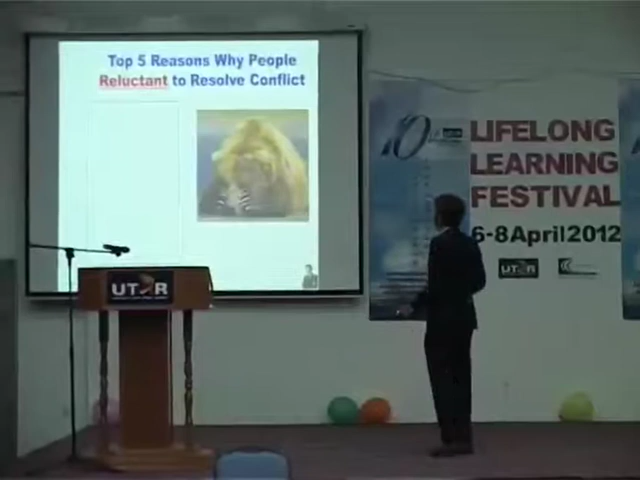 Top 5 Reasons Why People
Reluctant to Resolve Conflict
10
LIFELONG
LEARNING
FESTIVAL
6-8April2012
UTAR
UTAR